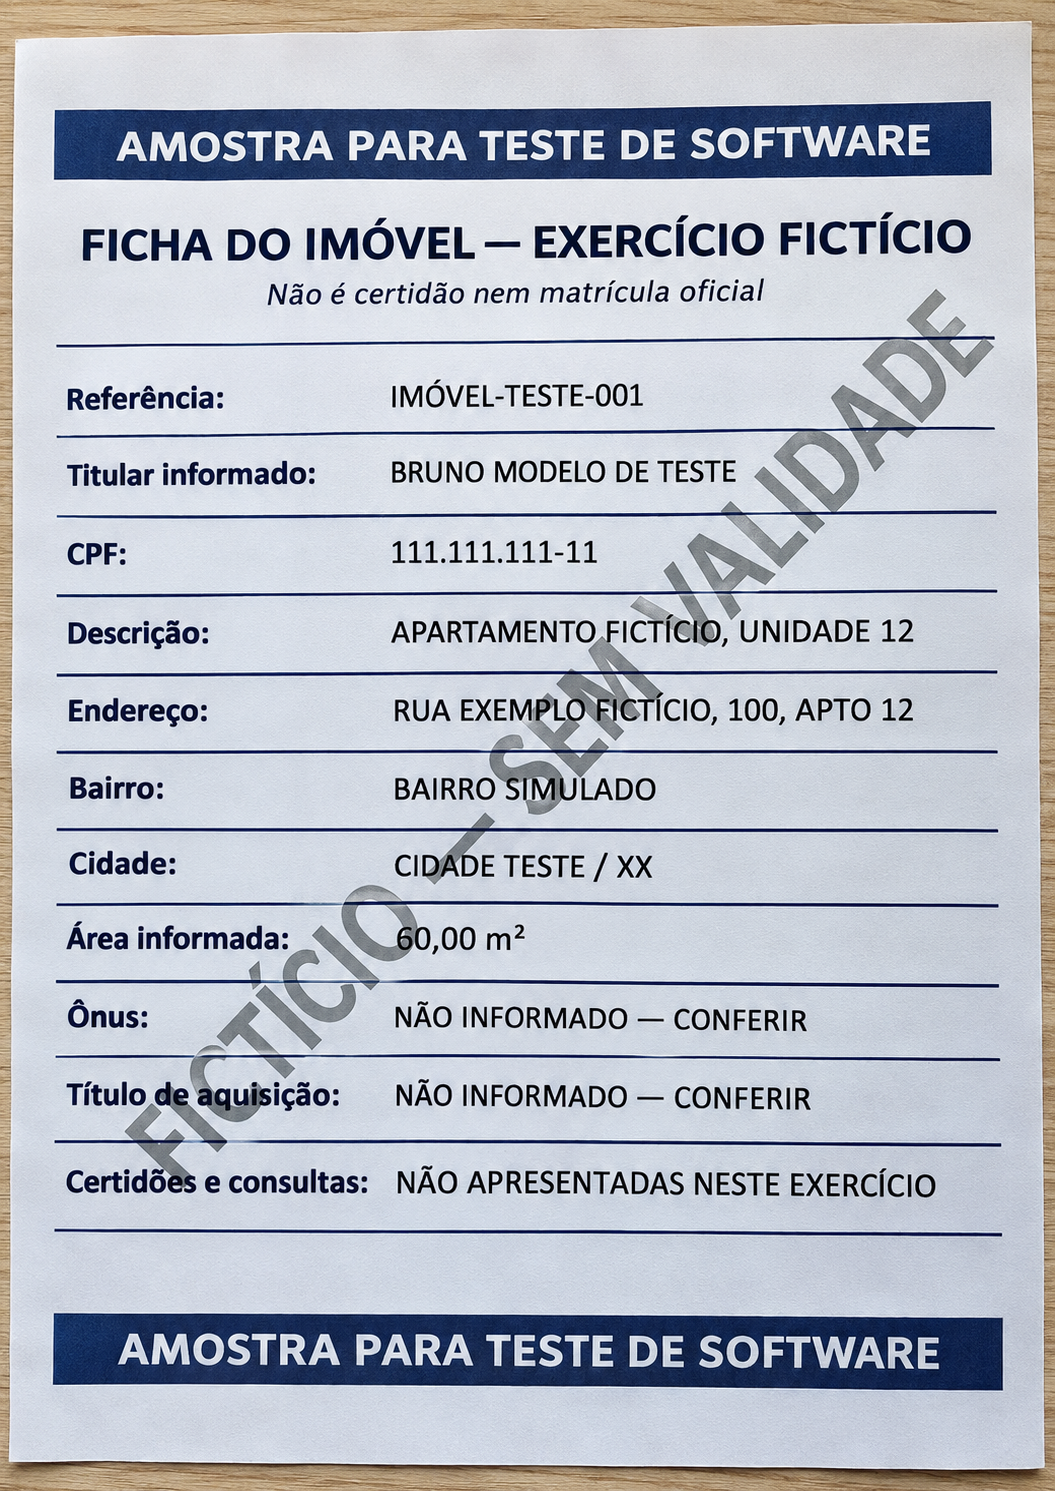 AMOSTRA PARA TESTE DE SOFTWARE
FICHA DO IMÓVEL — EXERCÍCIO FICTÍCIO
Não é certidão nem matrícula oficial
Referência: IMÓVEL-TESTE-001
Titular informado: BRUNO MODELO DE TESTE
CPF: 111.111.111-11
Descrição: APARTAMENTO FICTÍCIO, UNIDADE 12
Endereço: RUA EXEMPLO FICTÍCIO, 100, APTO 12
Bairro: BAIRRO SIMULADO
Cidade: CIDADE TESTE / XX
Área informada: 60,00 m²
Ônus: NÃO INFORMADO — CONFERIR
Título de aquisição: NÃO INFORMADO — CONFERIR
Certidões e consultas: NÃO APRESENTADAS NESTE EXERCÍCIO
FICTÍCIO — SEM VALIDADE
AMOSTRA PARA TESTE DE SOFTWARE